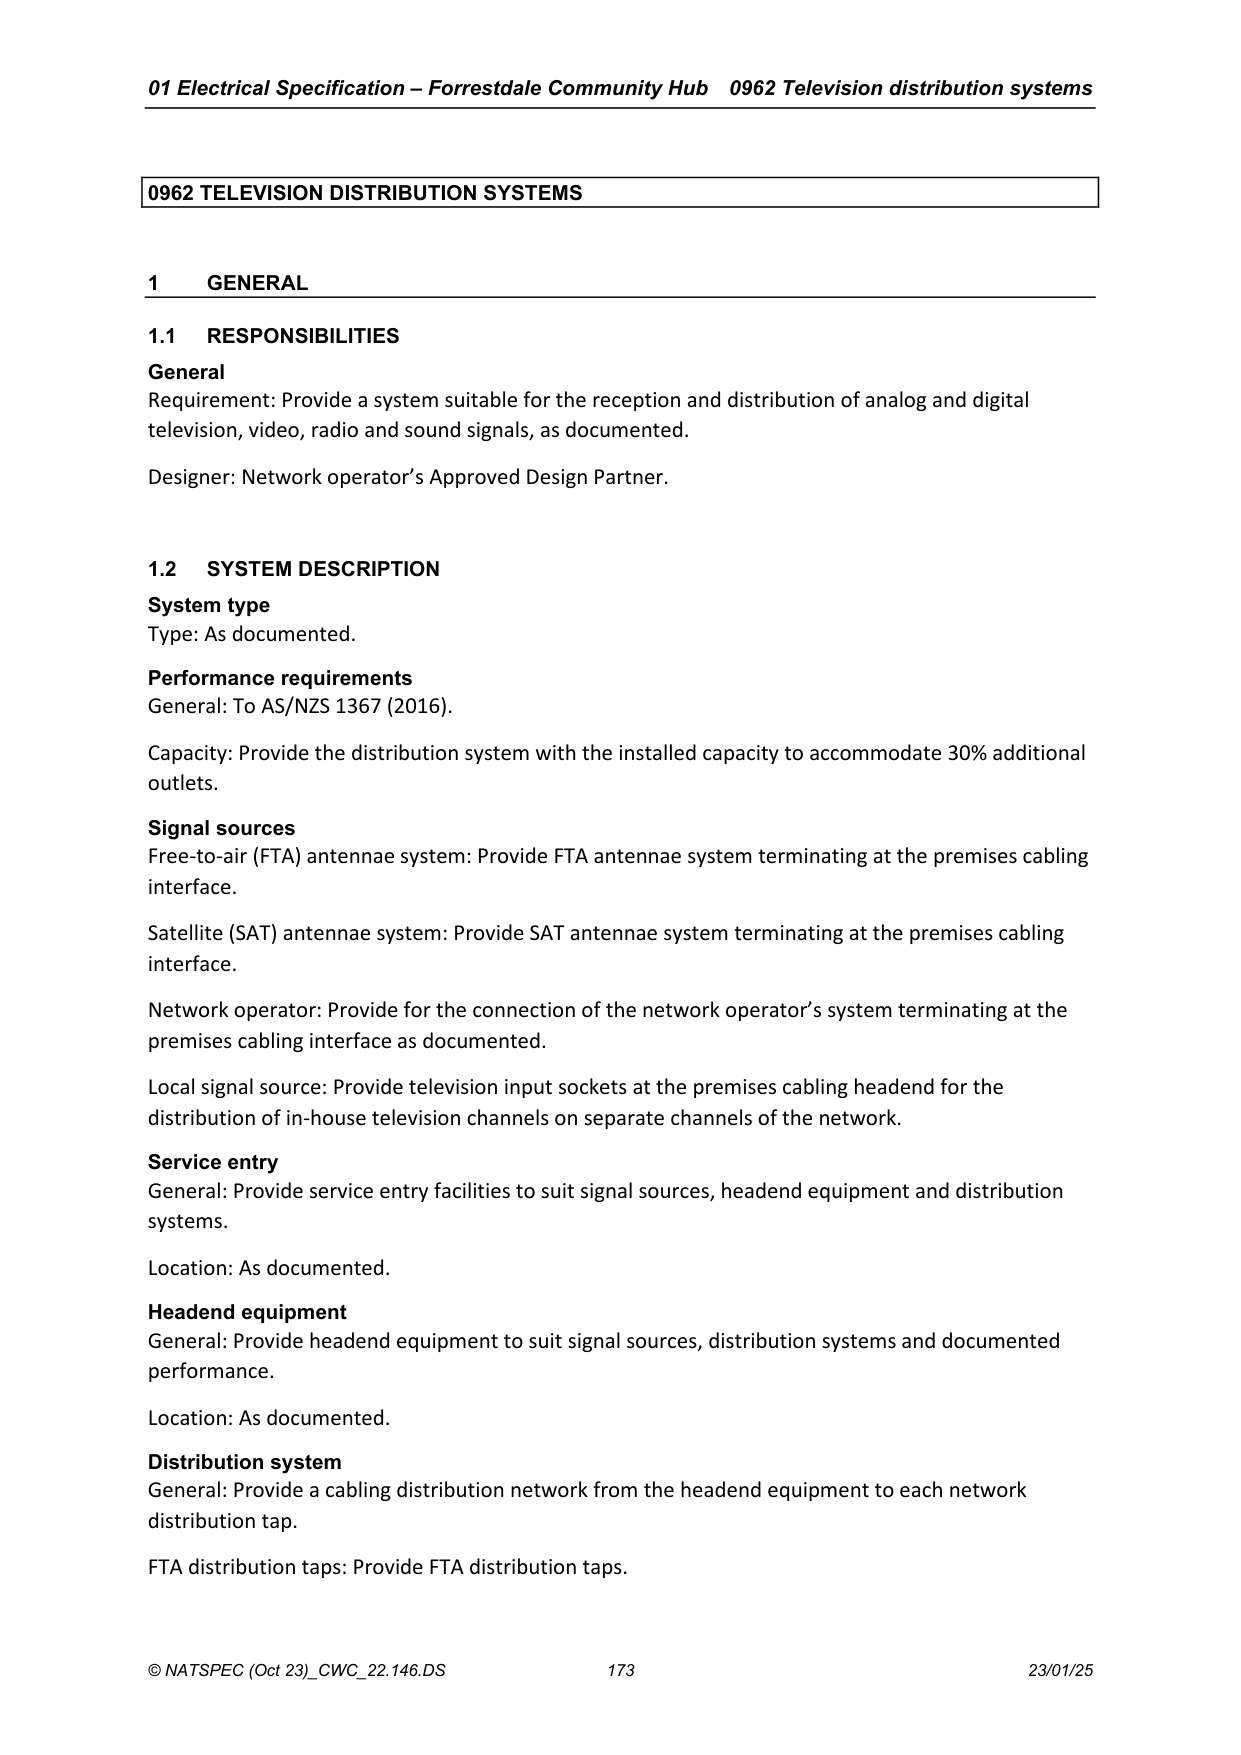 01 Electrical Specification – Forrestdale Community Hub 0962 Television distribution systems
0962 TELEVISION DISTRIBUTION SYSTEMS
1 GENERAL
1.1 RESPONSIBILITIES
General
Requirement: Provide a system suitable for the reception and distribution of analog and digital
television, video, radio and sound signals, as documented.
Designer: Network operator’s Approved Design Partner.
1.2 SYSTEM DESCRIPTION
System type
Type: As documented.
Performance requirements
General: To AS/NZS 1367 (2016).
Capacity: Provide the distribution system with the installed capacity to accommodate 30% additional
outlets.
Signal sources
Free-to-air (FTA) antennae system: Provide FTA antennae system terminating at the premises cabling
interface.
Satellite (SAT) antennae system: Provide SAT antennae system terminating at the premises cabling
interface.
Network operator: Provide for the connection of the network operator’s system terminating at the
premises cabling interface as documented.
Local signal source: Provide television input sockets at the premises cabling headend for the
distribution of in-house television channels on separate channels of the network.
Service entry
General: Provide service entry facilities to suit signal sources, headend equipment and distribution
systems.
Location: As documented.
Headend equipment
General: Provide headend equipment to suit signal sources, distribution systems and documented
performance.
Location: As documented.
Distribution system
General: Provide a cabling distribution network from the headend equipment to each network
distribution tap.
FTA distribution taps: Provide FTA distribution taps.
© NATSPEC (Oct 23)_CWC_22.146.DS 173 23/01/25